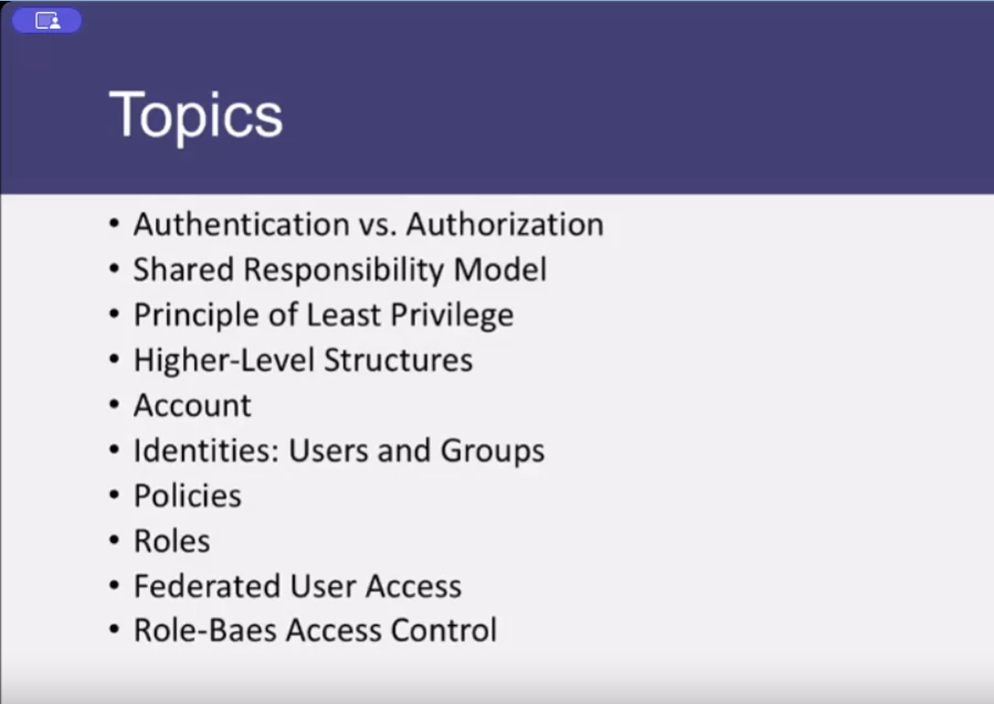 Topics
• Authentication vs. Authorization
• Shared Responsibility Model
• Principle of Least Privilege
• Higher-Level Structures
• Account
• Identities: Users and Groups
• Policies
• Roles
• Federated User Access
• Role-Baes Access Control